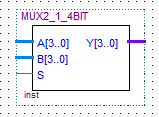 MUX2_1_4BIT
A[3..0] Y[3..0]
B[3..0]
S
inst